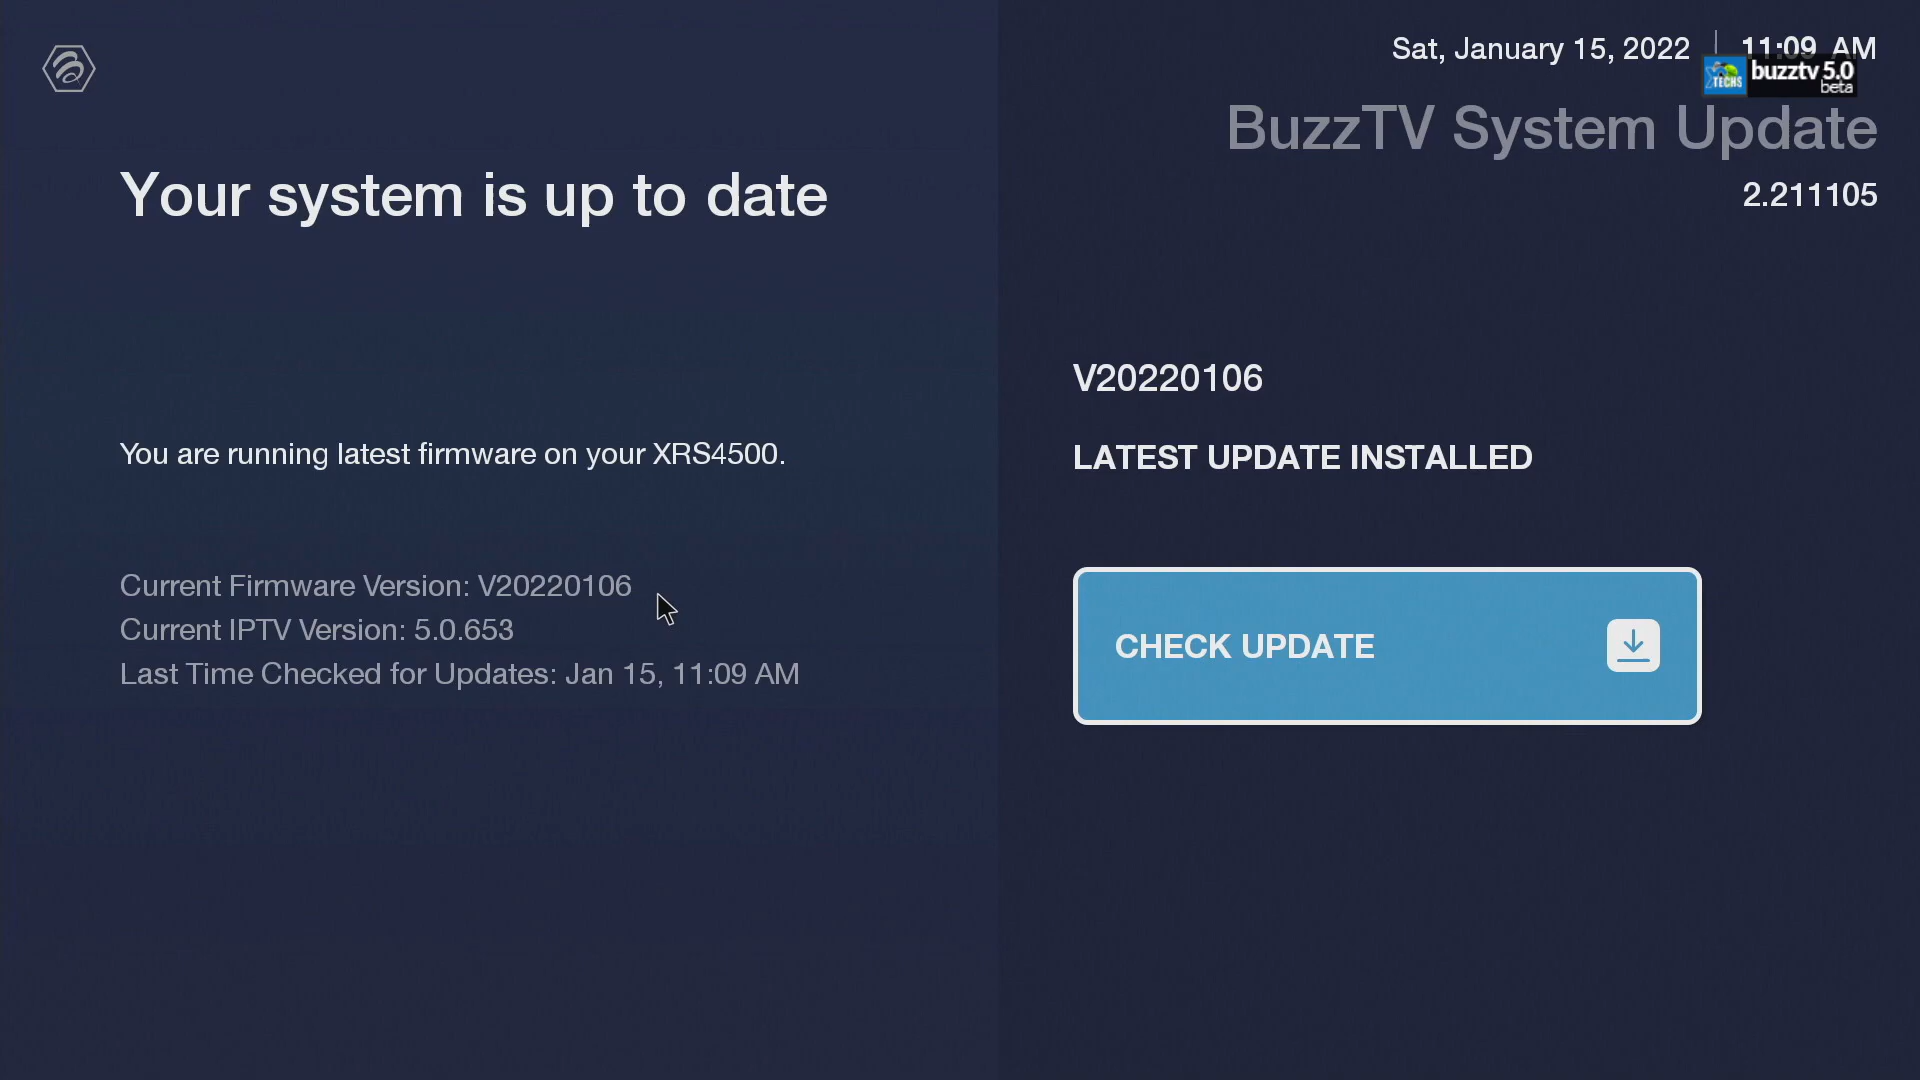 Sat, January 15, 2022 11:09 AM
TECHS buzztv 5.0
beta
BuzzTV System Update
2.211105
Your system is up to date
You are running latest firmware on your XRS4500.
Current Firmware Version: V20220106
Current IPTV Version: 5.0.653
Last Time Checked for Updates: Jan 15, 11:09 AM
V20220106
LATEST UPDATE INSTALLED
CHECK UPDATE